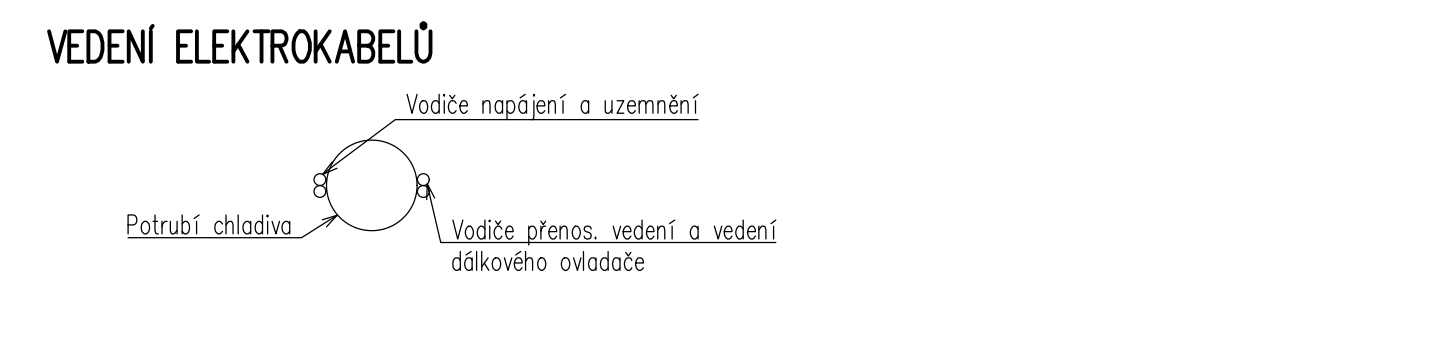 VEDENÍ ELEKTROKABELŮ
Vodiče napájení a uzemnění
Potrubí chladiva
Vodiče přenos. vedení a vedení
dálkového ovladače